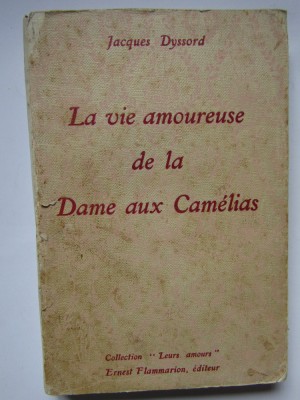 Jacques Dyssord
La vie amoureuse
de la
Dame aux Camélias
Collection "Leurs amours"
Ernest Flammarion, éditeur